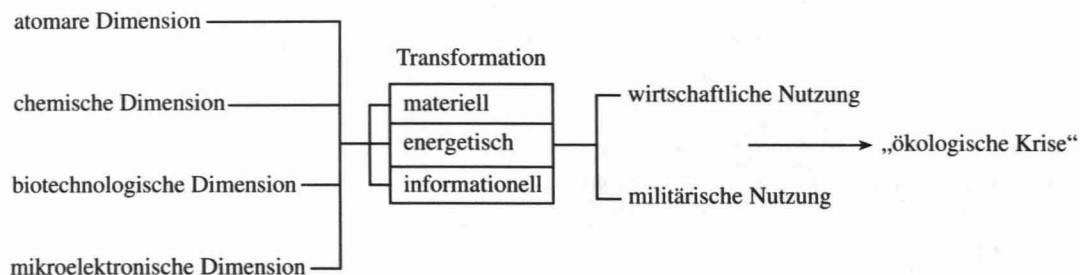 atomare Dimension
Transformation
chemische Dimension
materiell
wirtschaftliche Nutzung
energetisch
„ökologische Krise“
biotechnologische Dimension
informationell
militärische Nutzung
mikroelektronische Dimension